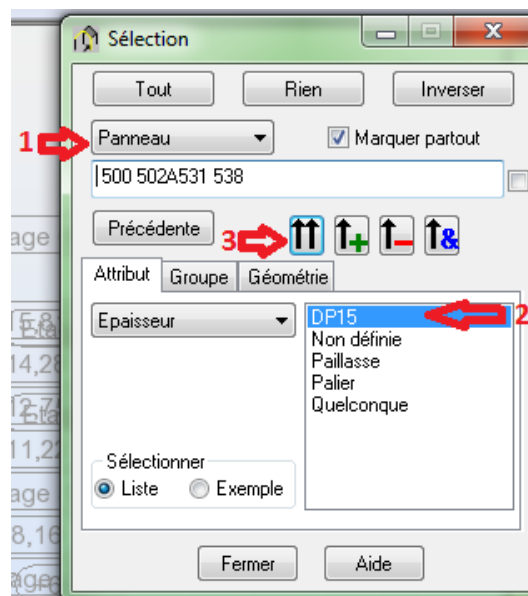 Sélection
Tout Rien Inverser
1 Panneau Marquer partout
500 502A531 538
age Précédente 3 & 
Attribut Groupe Géométrie
Epaisseur DP15 2
Non définie
14,28 Paillasse
Palier
Quelconque
11,22
Sélectionner
age Liste Exemple
8,16
Fermer Aide